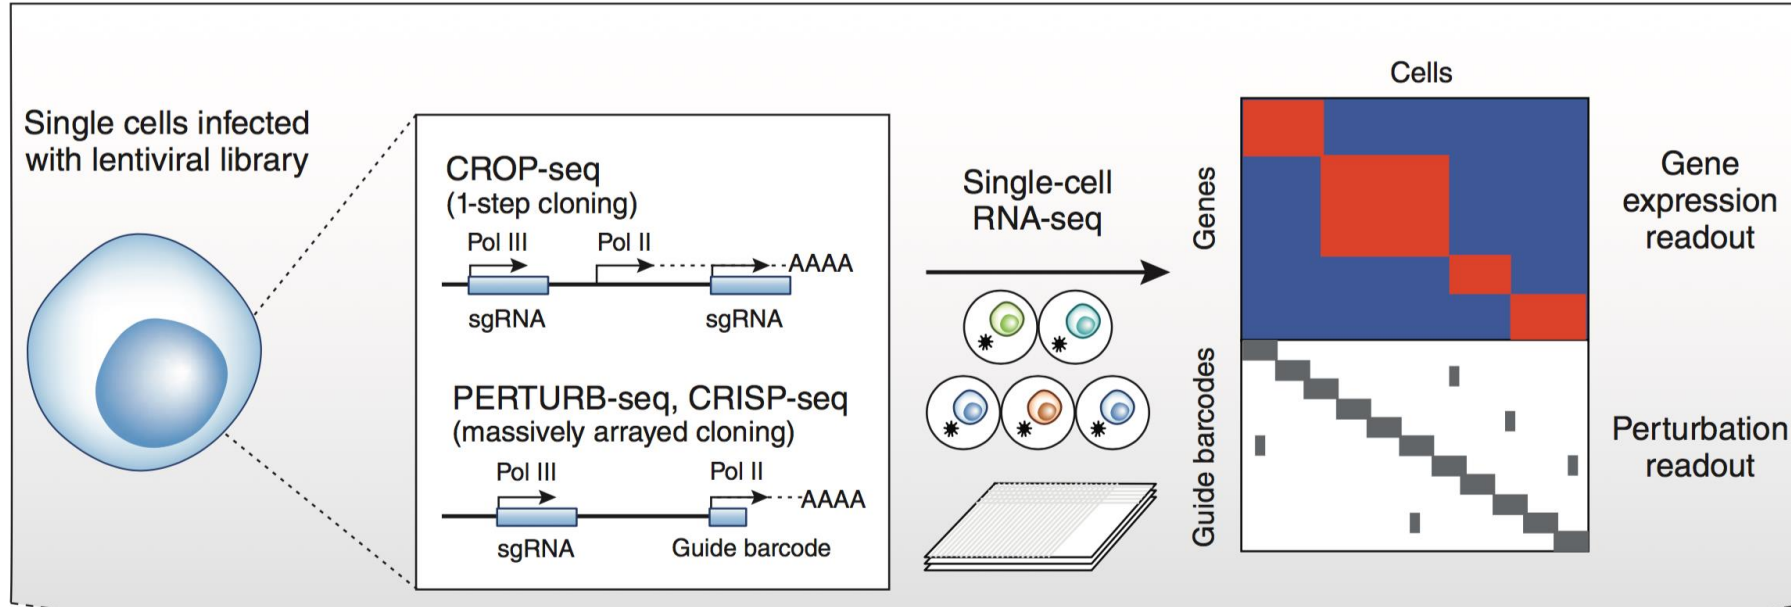 Single cells infected
with lentiviral library
CROP-seq
(1-step cloning)
Pol III
Pol II
AAAA
sgRNA
sgRNA
PERTURB-seq, CRISP-seq
(massively arrayed cloning)
Pol III
Pol II
AAAA
sgRNA
Guide barcode
Single-cell
RNA-seq
Cells
Genes
Guide barcodes
Gene
expression
readout
Perturbation
readout